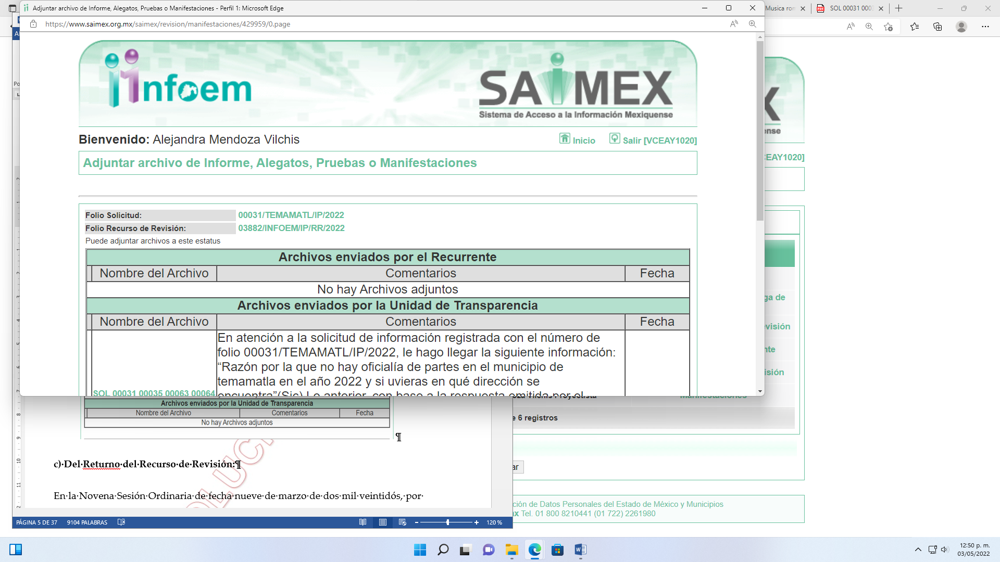 Adjuntar archivo de Informe, Alegatos, Pruebas o Manifestaciones - Perfil 1: Microsoft Edge
Musica ron
SOL 00031 0003
https://www.saimex.org.mx/saimex/revision/manifestaciones/429959/0.page
infoem
SAIMEX
Sistema de Acceso a la Información Mexiquense
Bienvenido: Alejandra Mendoza Vilchis
Inicio
Salir [VCEAY1020]
CEAY1020]
Adjuntar archivo de Informe, Alegatos, Pruebas o Manifestaciones
Folio Solicitud: 00031/TEMAMATL/IP/2022
Folio Recurso de Revisión: 03882/INFOEM/IP/RR/2022
Puede adjuntar archivos a este estatus
Archivos enviados por el Recurrente
Nombre del Archivo Comentarios Fecha
No hay Archivos adjuntos
Archivos enviados por la Unidad de Transparencia
Nombre del Archivo Comentarios Fecha
En atención a la solicitud de información registrada con el número de
folio 00031/TEMAMATL/IP/2022, le hago llegar la siguiente información:
“Razón por la que no hay oficialía de partes en el municipio de
temamatla en el año 2022 y si uvieras en qué dirección se
encuentra”(Sic) Lo anterior, con base a la respuesta emitida por el
SOL 00031 00035 00063 00064
ga de
visión
nte
isión
Manifestaciones
e 6 registros
Archivos enviados por la Unidad de Transparencia
Nombre del Archivo Comentarios Fecha
No hay Archivos adjuntos
¶
c)·Del·Returno·del·Recurso·de·Revisión:¶
En·la·Novena·Sesión·Ordinaria·de·fecha·nueve·de·marzo·de·dos·mil·veintidós,·por·
ar
ción de Datos Personales del Estado de México y Municipios
x Tel. 01 800 8210441 (01 722) 2261980
PÁGINA 5 DE 37 9104 PALABRAS 120 %
12:50 p. m.
03/05/2022